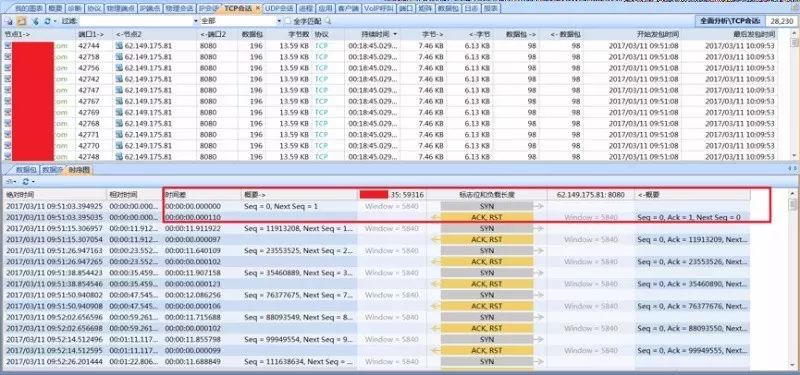 我的图表 概要 诊断 协议 物理端点 IP端点 物理会话 IP会话 TCP会话 UDP会话 进程 应用 客户端 VoIP呼叫 端口 矩阵 数据包 日志 报表
过滤: 全部 全字匹配 全面分析\TCP会话: 28,230
节点1-> 端口1-> <-节点2 <-端口2 数据包 字节数 协议 持续时间 字节-> <-字节 数据包-> <-数据包 开始发包时间 最后发包时间
.com 42744 62.149.175.81 8080 196 13.59 KB TCP 00:18:45.029... 7.46 KB 6.13 KB 98 98 2017/03/11 09:51:08 2017/03/11 10:09:53
com 42758 62.149.175.81 8080 196 13.59 KB TCP 00:18:45.029... 7.46 KB 6.13 KB 98 98 2017/03/11 09:51:08 2017/03/11 10:09:53
com 42756 62.149.175.81 8080 196 13.59 KB TCP 00:18:45.029... 7.46 KB 6.13 KB 98 98 2017/03/11 09:51:08 2017/03/11 10:09:53
com 42747 62.149.175.81 8080 196 13.59 KB TCP 00:18:45.029... 7.46 KB 6.13 KB 98 98 2017/03/11 09:51:08 2017/03/11 10:09:53
com 42767 62.149.175.81 8080 196 13.59 KB TCP 00:18:45.029... 7.46 KB 6.13 KB 98 98 2017/03/11 09:51:08 2017/03/11 10:09:53
com 42769 62.149.175.81 8080 196 13.59 KB TCP 00:18:45.029... 7.46 KB 6.13 KB 98 98 2017/03/11 09:51:08 2017/03/11 10:09:53
com 42768 62.149.175.81 8080 196 13.59 KB TCP 00:18:45.029... 7.46 KB 6.13 KB 98 98 2017/03/11 09:51:08 2017/03/11 10:09:53
com 42771 62.149.175.81 8080 196 13.59 KB TCP 00:18:45.029... 7.46 KB 6.13 KB 98 98 2017/03/11 09:51:08 2017/03/11 10:09:53
com 42770 62.149.175.81 8080 196 13.59 KB TCP 00:18:45.029... 7.46 KB 6.13 KB 98 98 2017/03/11 09:51:08 2017/03/11 10:09:53
com 42748 62.149.175.81 8080 196 13.59 KB TCP 00:18:45.029... 7.46 KB 6.13 KB 98 98 2017/03/11 09:51:08 2017/03/11 10:09:53
数据包 数据流 时序图
绝对时间 相对时间 时间差 概要-> 35: 59316 标志位和负载长度 62.149.175.81: 8080 <-概要
2017/03/11 09:51:03.394925 00:00:00.000... 00:00:00.000000 Seq = 0, Next Seq = 1 Window = 5840 SYN
2017/03/11 09:51:03.395035 00:00:00.000... 00:00:00.000110 ACK, RST Window = 5840 Seq = 0, Ack = 1, Next Seq = 0
2017/03/11 09:51:15.306957 00:00:11.912... 00:00:11.911922 Seq = 11913208, Next Seq = 1... Window = 5840 SYN
2017/03/11 09:51:15.307054 00:00:11.912... 00:00:00.000097 ACK, RST Window = 5840 Seq = 0, Ack = 11913209, Next...
2017/03/11 09:51:26.947163 00:00:23.552... 00:00:11.640109 Seq = 23553525, Next Seq = 2... Window = 5840 SYN
2017/03/11 09:51:26.947265 00:00:23.552... 00:00:00.000102 ACK, RST Window = 5840 Seq = 0, Ack = 23553526, Next...
2017/03/11 09:51:38.854423 00:00:35.459... 00:00:11.907158 Seq = 35460889, Next Seq = 3... Window = 5840 SYN
2017/03/11 09:51:38.854546 00:00:35.459... 00:00:00.000123 ACK, RST Window = 5840 Seq = 0, Ack = 35460890, Next...
2017/03/11 09:51:50.940802 00:00:47.545... 00:00:12.086256 Seq = 76377675, Next Seq = 7... Window = 5840 SYN
2017/03/11 09:51:50.940908 00:00:47.545... 00:00:00.000106 ACK, RST Window = 5840 Seq = 0, Ack = 76377676, Next...
2017/03/11 09:52:02.656596 00:00:59.261... 00:00:11.715688 Seq = 88093549, Next Seq = 8... Window = 5840 SYN
2017/03/11 09:52:02.656698 00:00:59.261... 00:00:00.000102 ACK, RST Window = 5840 Seq = 0, Ack = 88093550, Next...
2017/03/11 09:52:14.512496 00:01:11.117... 00:00:11.855798 Seq = 99949554, Next Seq = 9... Window = 5840 SYN
2017/03/11 09:52:14.512595 00:01:11.117... 00:00:00.000099 ACK, RST Window = 5840 Seq = 0, Ack = 99949555, Next...
2017/03/11 09:52:26.201444 00:01:22.806... 00:00:11.688849 Seq = 111638634, Next Seq = ... Window = 5840 SYN